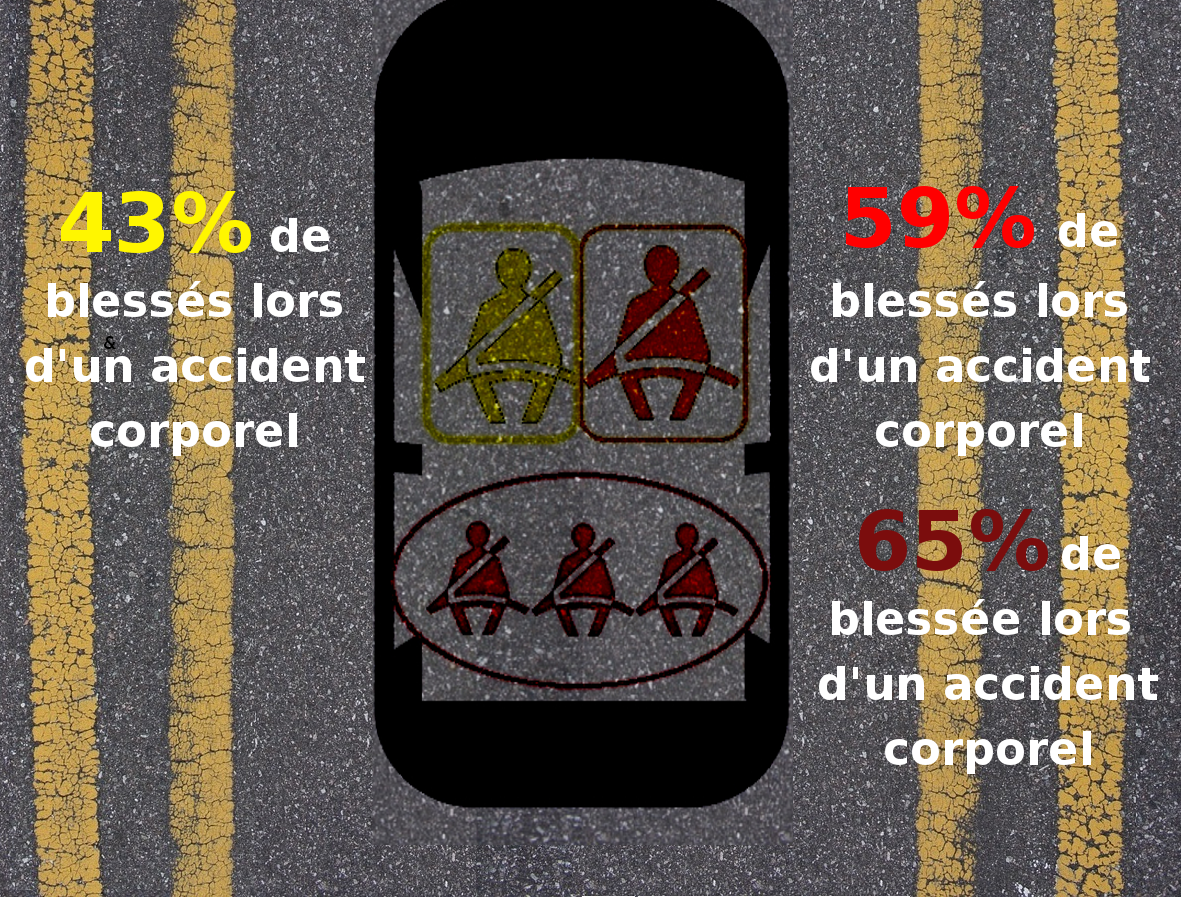 43% de
blessés lors
&
d'un accident
corporel
59% de
blessés lors
d'un accident
corporel
65% de
blessée lors
d'un accident
corporel